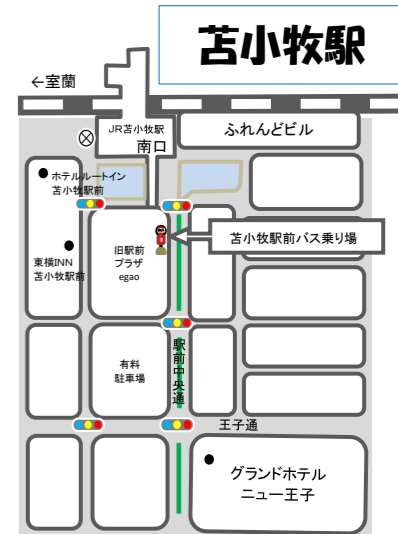 苫小牧駅
←室蘭
JR苫小牧駅
南口
ふれんどビル
ホテルルートイン
苫小牧駅前
苫小牧駅前バス乗り場
東横INN
苫小牧駅前
旧駅前
プラザ
egao
駅前中央通
有料
駐車場
王子通
グランドホテル
ニュー王子